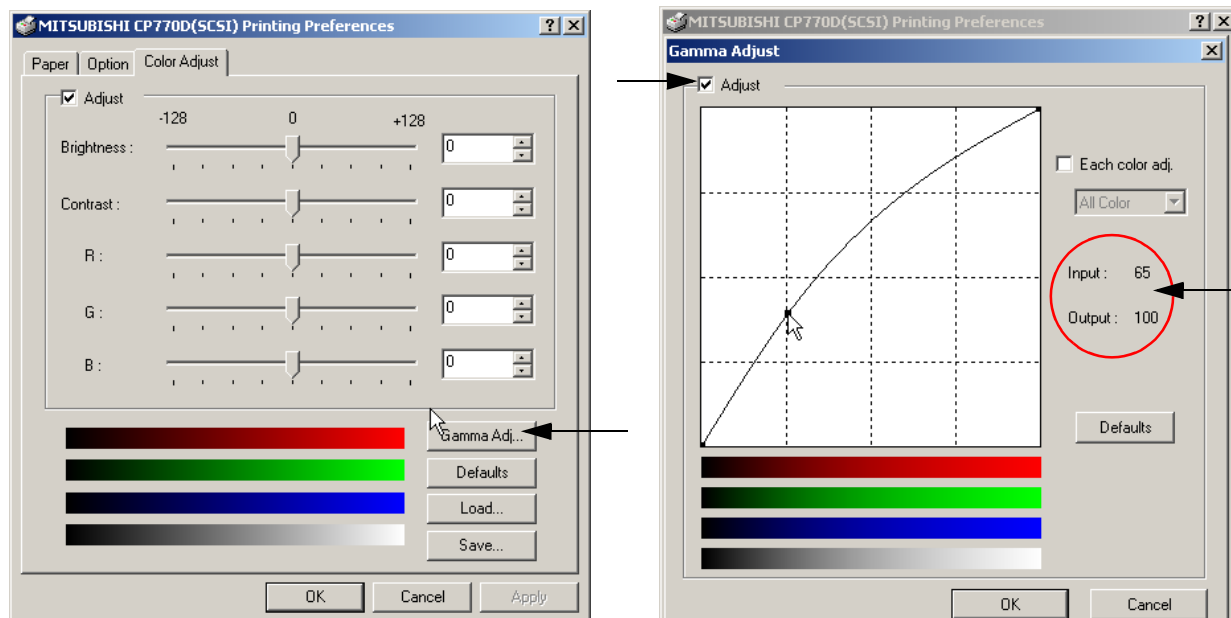 MITSUBISHI CP770D(SCSI) Printing Preferences
Paper
Option
Color Adjust
Adjust
-128 0 +128
Brightness : 0
Contrast : 0
R : 0
G : 0
B : 0
Gamma Adj...
Defaults
Load...
Save...
OK
Cancel
Apply
MITSUBISHI CP770D(SCSI) Printing Preferences
Gamma Adjust
Adjust
Each color adj.
All Color
Input : 65
Output : 100
Defaults
OK
Cancel